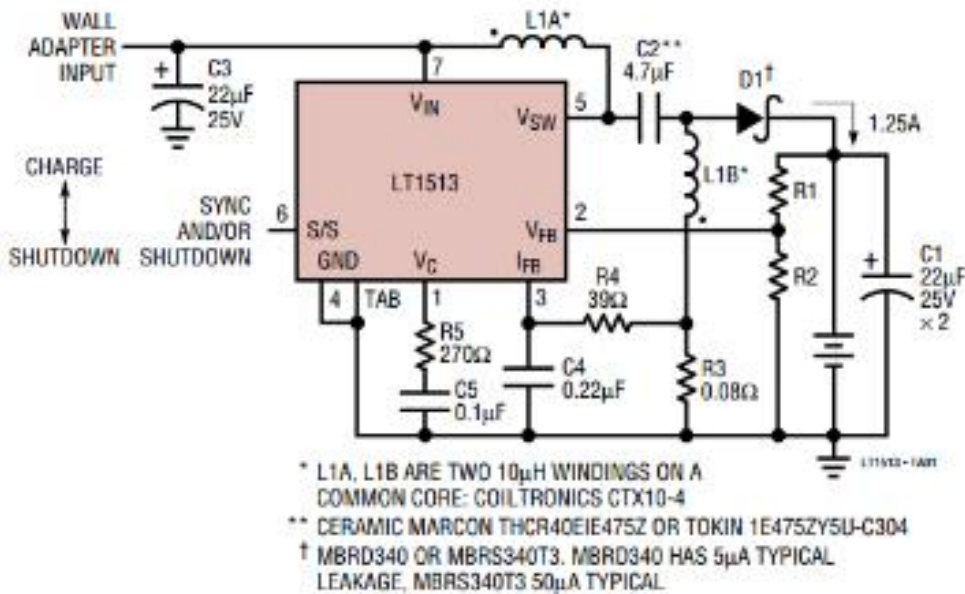 WALL
ADAPTER
INPUT
L1A*
C2**
4.7µF
D1†
+
C3
22µF
25V
7
VIN
VSW
5
1.25A
LT1513
L1B*
R1
CHARGE
SHUTDOWN
SYNC
AND/OR
SHUTDOWN
6
S/S
VFB
2
GND
VC
IFB
R2
+
C1
22µF
25V
× 2
4
TAB
1
3
R4
39Ω
R5
270Ω
C4
0.22µF
R3
0.08Ω
C5
0.1µF
LT1513 • TA01
* L1A, L1B ARE TWO 10µH WINDINGS ON A
COMMON CORE: COILTRONICS CTX10-4
** CERAMIC MARCON THCR40EIE475Z OR TOKIN 1E475ZY5U-C304
† MBRD340 OR MBRS340T3. MBRD340 HAS 5µA TYPICAL
LEAKAGE, MBRS340T3 50µA TYPICAL